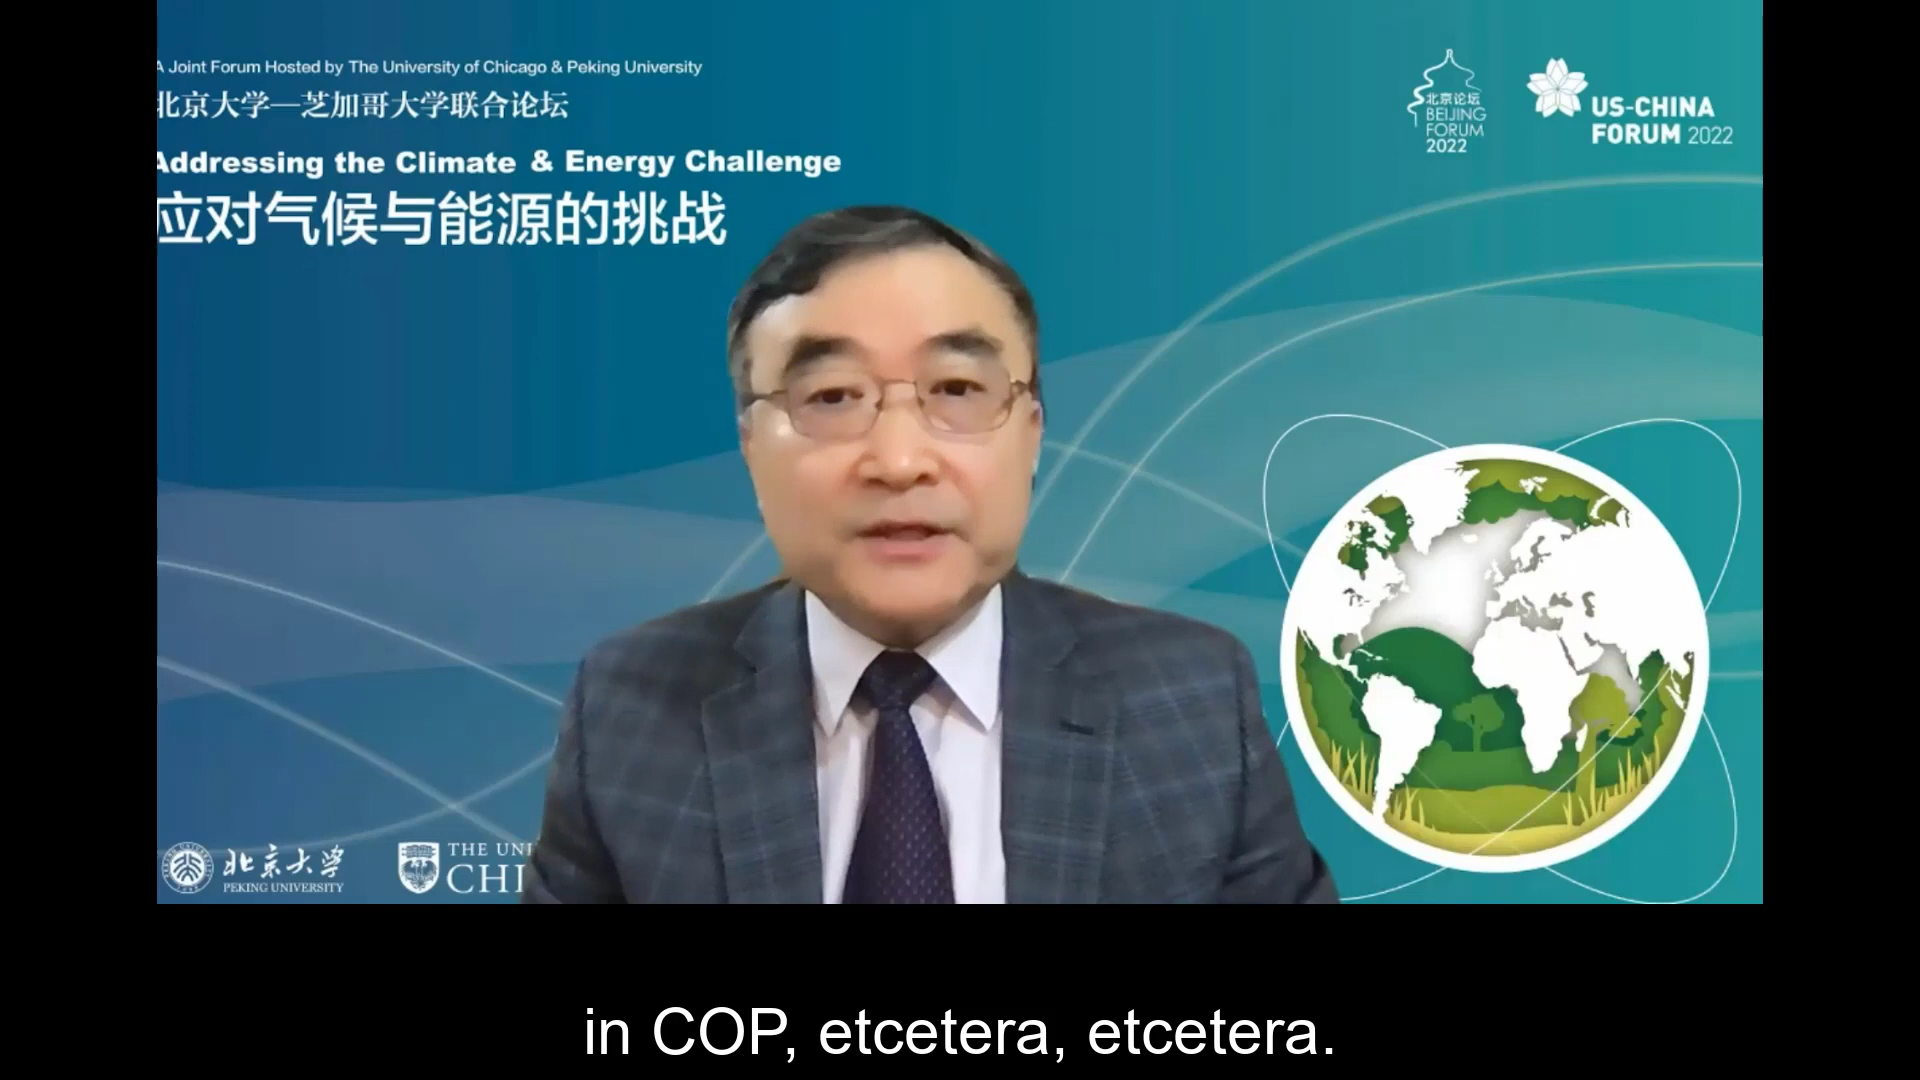 A Joint Forum Hosted by The University of Chicago & Peking University
北京大学—芝加哥大学联合论坛
Addressing the Climate & Energy Challenge
应对气候与能源的挑战
北京论坛
BEIJING
FORUM
2022
US-CHINA
FORUM 2022
北京大学
PEKING UNIVERSITY
THE UNI
CHI
in COP, etcetera, etcetera.